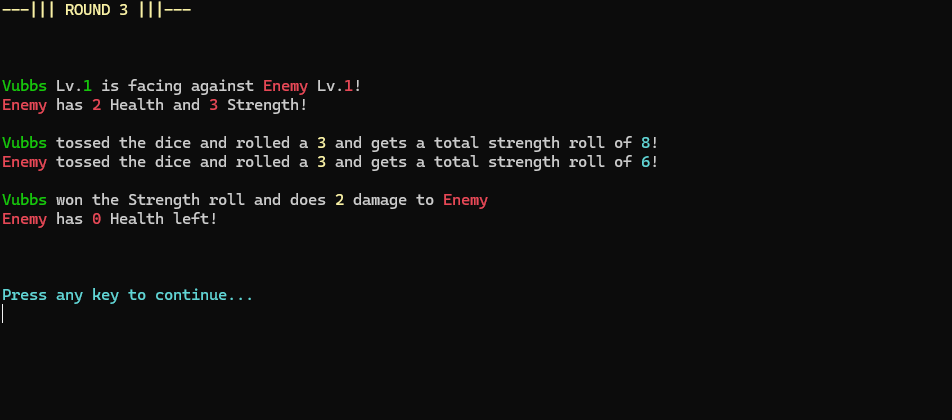 ---||| ROUND 3 |||---
Vubbs Lv.1 is facing against Enemy Lv.1!
Enemy has 2 Health and 3 Strength!
Vubbs tossed the dice and rolled a 3 and gets a total strength roll of 8!
Enemy tossed the dice and rolled a 3 and gets a total strength roll of 6!
Vubbs won the Strength roll and does 2 damage to Enemy
Enemy has 0 Health left!
Press any key to continue...